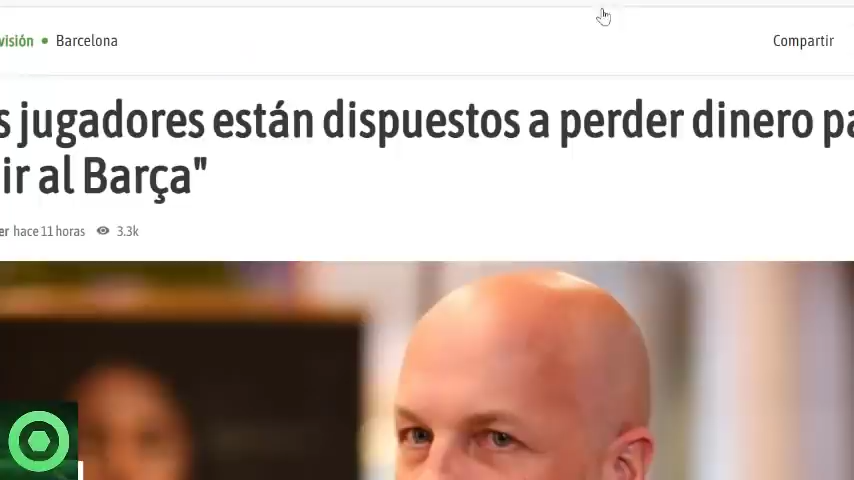 visión • Barcelona
Compartir
s jugadores están dispuestos a perder dinero pa
ir al Barça"
er hace 11 horas 3.3k